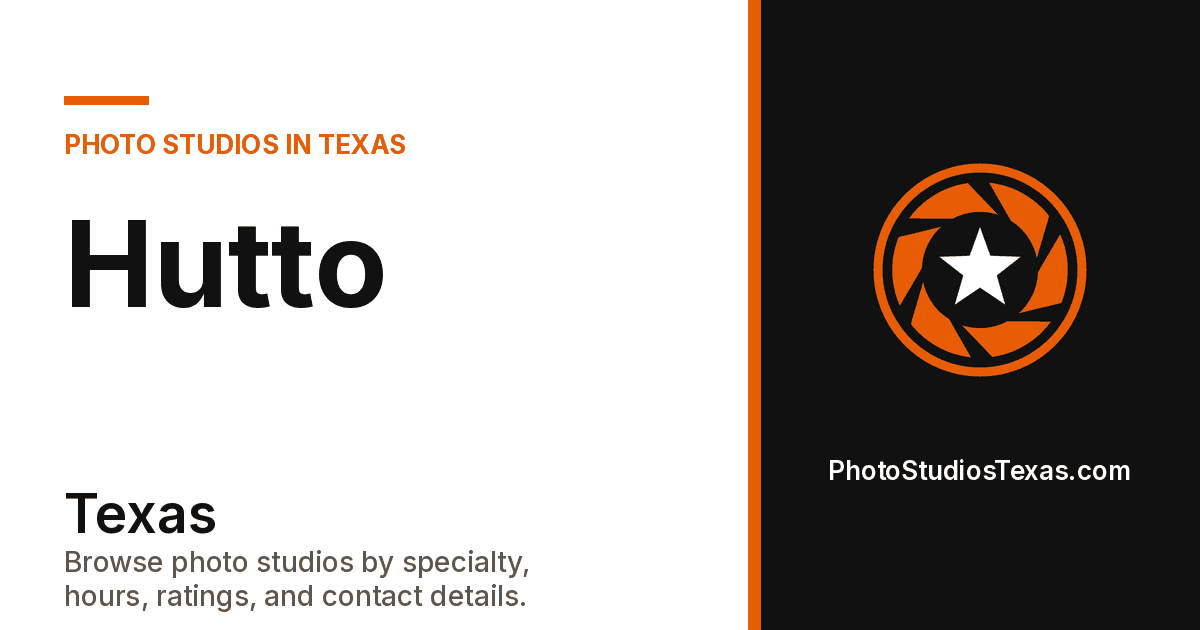 PHOTO STUDIOS IN TEXAS
Hutto
Texas
Browse photo studios by specialty,
hours, ratings, and contact details.
PhotoStudiosTexas.com